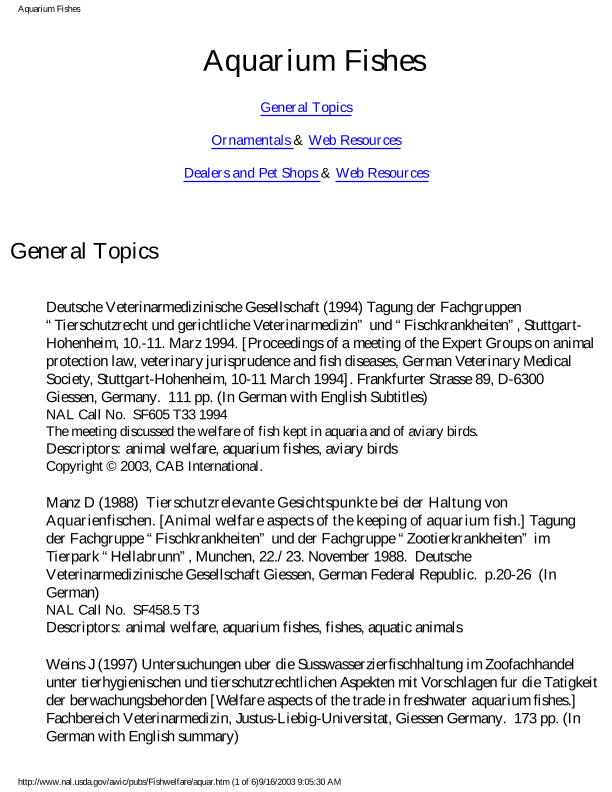 Aquarium Fishes
Aquarium Fishes
General Topics
Ornamentals & Web Resources
Dealers and Pet Shops & Web Resources
General Topics
Deutsche Veterinarmedizinische Gesellschaft (1994) Tagung der Fachgruppen
“Tierschutzrecht und gerichtliche Veterinarmedizin” und “Fischkrankheiten”, Stuttgart-
Hohenheim, 10.-11. Marz 1994. [Proceedings of a meeting of the Expert Groups on animal
protection law, veterinary jurisprudence and fish diseases, German Veterinary Medical
Society, Stuttgart-Hohenheim, 10-11 March 1994]. Frankfurter Strasse 89, D-6300
Giessen, Germany. 111 pp. (In German with English Subtitles)
NAL Call No. SF605 T33 1994
The meeting discussed the welfare of fish kept in aquaria and of aviary birds.
Descriptors: animal welfare, aquarium fishes, aviary birds
Copyright © 2003, CAB International.
Manz D (1988) Tierschutzrelevante Gesichtspunkte bei der Haltung von
Aquarienfischen. [Animal welfare aspects of the keeping of aquarium fish.] Tagung
der Fachgruppe “Fischkrankheiten” und der Fachgruppe “Zootierkrankheiten” im
Tierpark “Hellabrunn”, Munchen, 22./ 23. November 1988. Deutsche
Veterinarmedizinische Gesellschaft Giessen, German Federal Republic. p.20-26 (In
German)
NAL Call No. SF458.5 T3
Descriptors: animal welfare, aquarium fishes, fishes, aquatic animals
Weins J (1997) Untersuchungen uber die Susswasserzierfischhaltung im Zoofachhandel
unter tierhygienischen und tierschutzrechtlichen Aspekten mit Vorschlagen fur die Tatigkeit
der berwachungsbehorden [Welfare aspects of the trade in freshwater aquarium fishes.]
Fachbereich Veterinarmedizin, Justus-Liebig-Universitat, Giessen Germany. 173 pp. (In
German with English summary)
http://www.nal.usda.gov/awic/pubs/Fishwelfare/aquar.htm (1 of 6)9/16/2003 9:05:30 AM